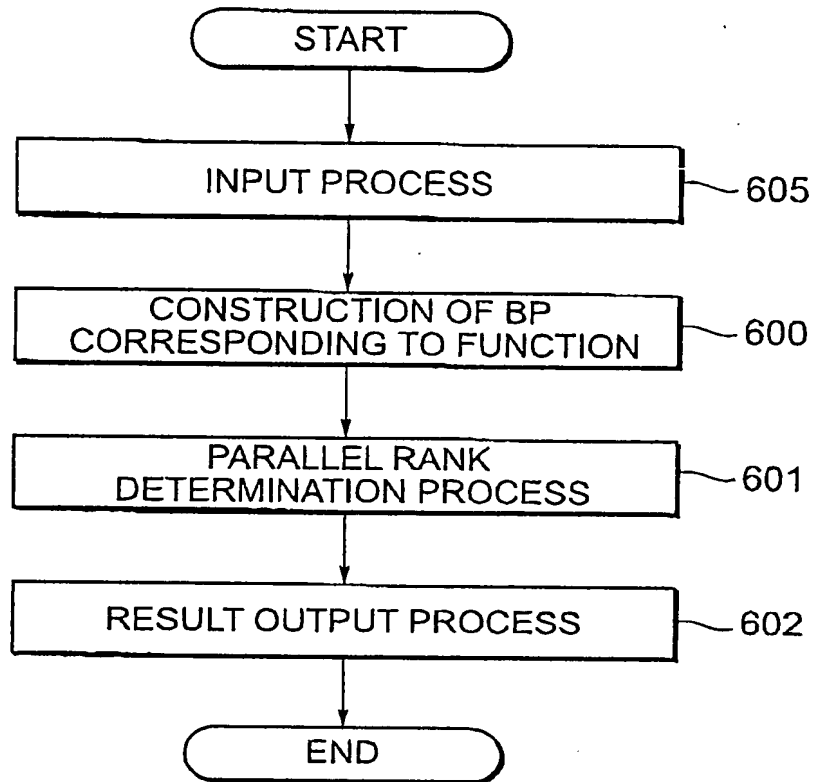 START
INPUT PROCESS
605
CONSTRUCTION OF BP
CORRESPONDING TO FUNCTION
600
PARALLEL RANK
DETERMINATION PROCESS
601
RESULT OUTPUT PROCESS
602
END